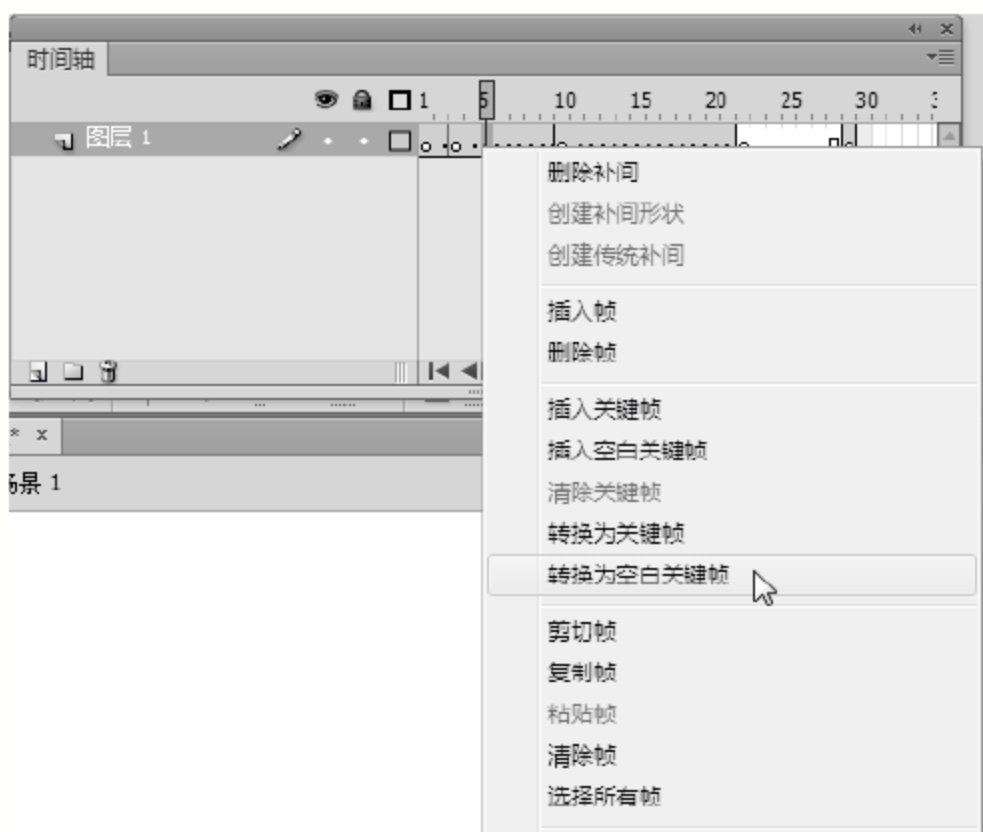 时间轴
1 5 10 15 20 25 30
图层 1
删除补间
创建补间形状
创建传统补间
插入帧
删除帧
插入关键帧
插入空白关键帧
清除关键帧
转换为关键帧
转换为空白关键帧
剪切帧
复制帧
粘贴帧
清除帧
选择所有帧
* x
场景 1